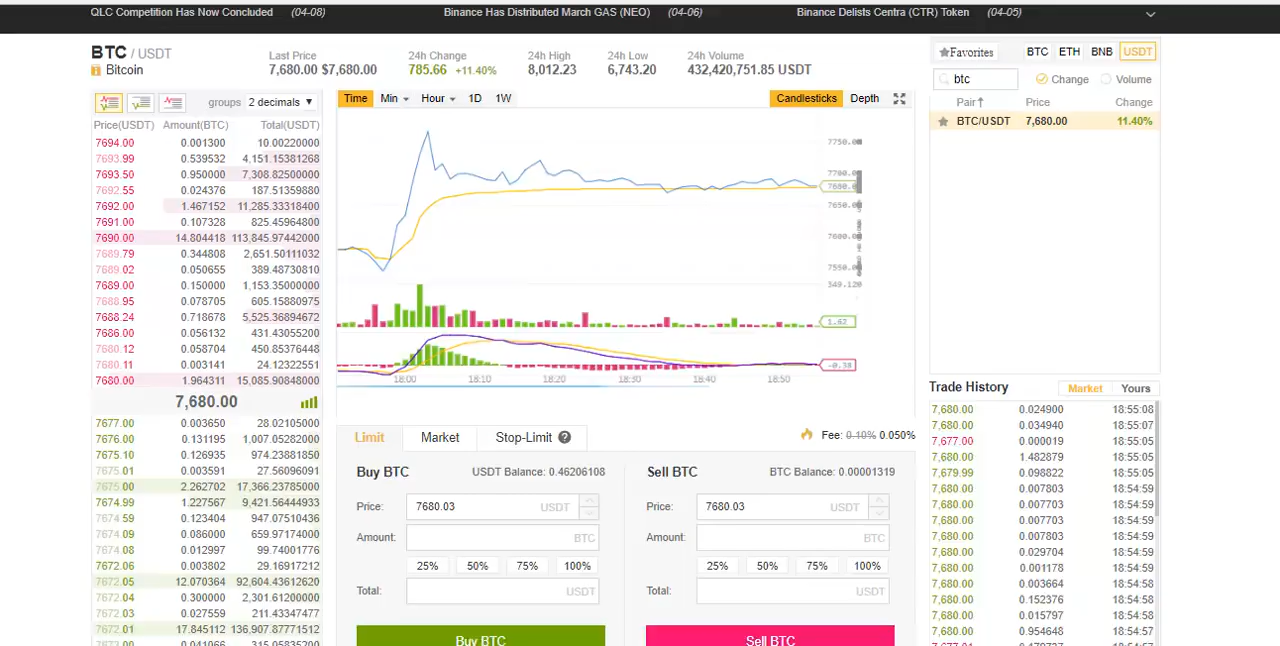 QLC Competition Has Now Concluded (04-08) Binance Has Distributed March GAS (NEO) (04-06) Binance Delists Centra (CTR) Token (04-05)
BTC / USDT
Bitcoin
Last Price
7,680.00 $7,680.00
24h Change
785.66 +11.40%
24h High
8,012.23
24h Low
6,743.20
24h Volume
432,420,751.85 USDT
groups 2 decimals
Price(USDT) Amount(BTC) Total(USDT)
7694.00 0.001300 10.00220000
7693.99 0.539532 4,151.15381268
7693.50 0.950000 7,308.82500000
7692.55 0.024376 187.51359880
7692.00 1.467152 11,285.33318400
7691.00 0.107328 825.45964800
7690.00 14.804418 113,845.97442000
7689.79 0.344808 2,651.50111032
7689.02 0.050655 389.48730810
7689.00 0.150000 1,153.35000000
7688.95 0.078705 605.15880975
7688.24 0.718678 5,525.36894672
7686.00 0.056132 431.43055200
7680.12 0.058704 450.85376448
7680.11 0.003141 24.12322551
7680.00 1.964311 15,085.90848000
7,680.00
7677.00 0.003650 28.02105000
7676.00 0.131195 1,007.05282000
7675.10 0.126935 974.23881850
7675.01 0.003591 27.56096091
7675.00 2.262702 17,366.23785000
7674.99 1.227567 9,421.56444933
7674.59 0.123404 947.07510436
7674.09 0.086000 659.97174000
7674.08 0.012997 99.74001776
7672.06 0.003802 29.16917212
7672.05 12.070364 92,604.43612620
7672.04 0.300000 2,301.61200000
7672.03 0.027559 211.43347477
7672.01 17.845112 136,907.87771512
Time Min Hour 1D 1W Candlesticks Depth
7750.0
7700.0
7680.0
7650.0
7600.0
7550.0
349.120
1.62
-0.38
18:00 18:10 18:20 18:30 18:40 18:50
Limit Market Stop-Limit ? Fee: 0.10% 0.050%
Buy BTC USDT Balance: 0.46206108
Price: 7680.03 USDT
Amount: BTC
25% 50% 75% 100%
Total: USDT
Buy BTC
Sell BTC BTC Balance: 0.00001319
Price: 7680.03 USDT
Amount: BTC
25% 50% 75% 100%
Total: USDT
Sell BTC
Favorites BTC ETH BNB USDT
btc Change Volume
Pair Price Change
BTC/USDT 7,680.00 11.40%
Trade History Market Yours
7,680.00 0.024900 18:55:08
7,680.00 0.034940 18:55:07
7,677.00 0.000019 18:55:05
7,680.00 1.482879 18:55:05
7,679.99 0.098822 18:55:05
7,680.00 0.007803 18:54:59
7,680.00 0.007703 18:54:59
7,680.00 0.007703 18:54:59
7,680.00 0.007803 18:54:59
7,680.00 0.029704 18:54:59
7,680.00 0.001178 18:54:59
7,680.00 0.003664 18:54:58
7,680.00 0.152376 18:54:58
7,680.00 0.015797 18:54:58
7,680.00 0.954648 18:54:57